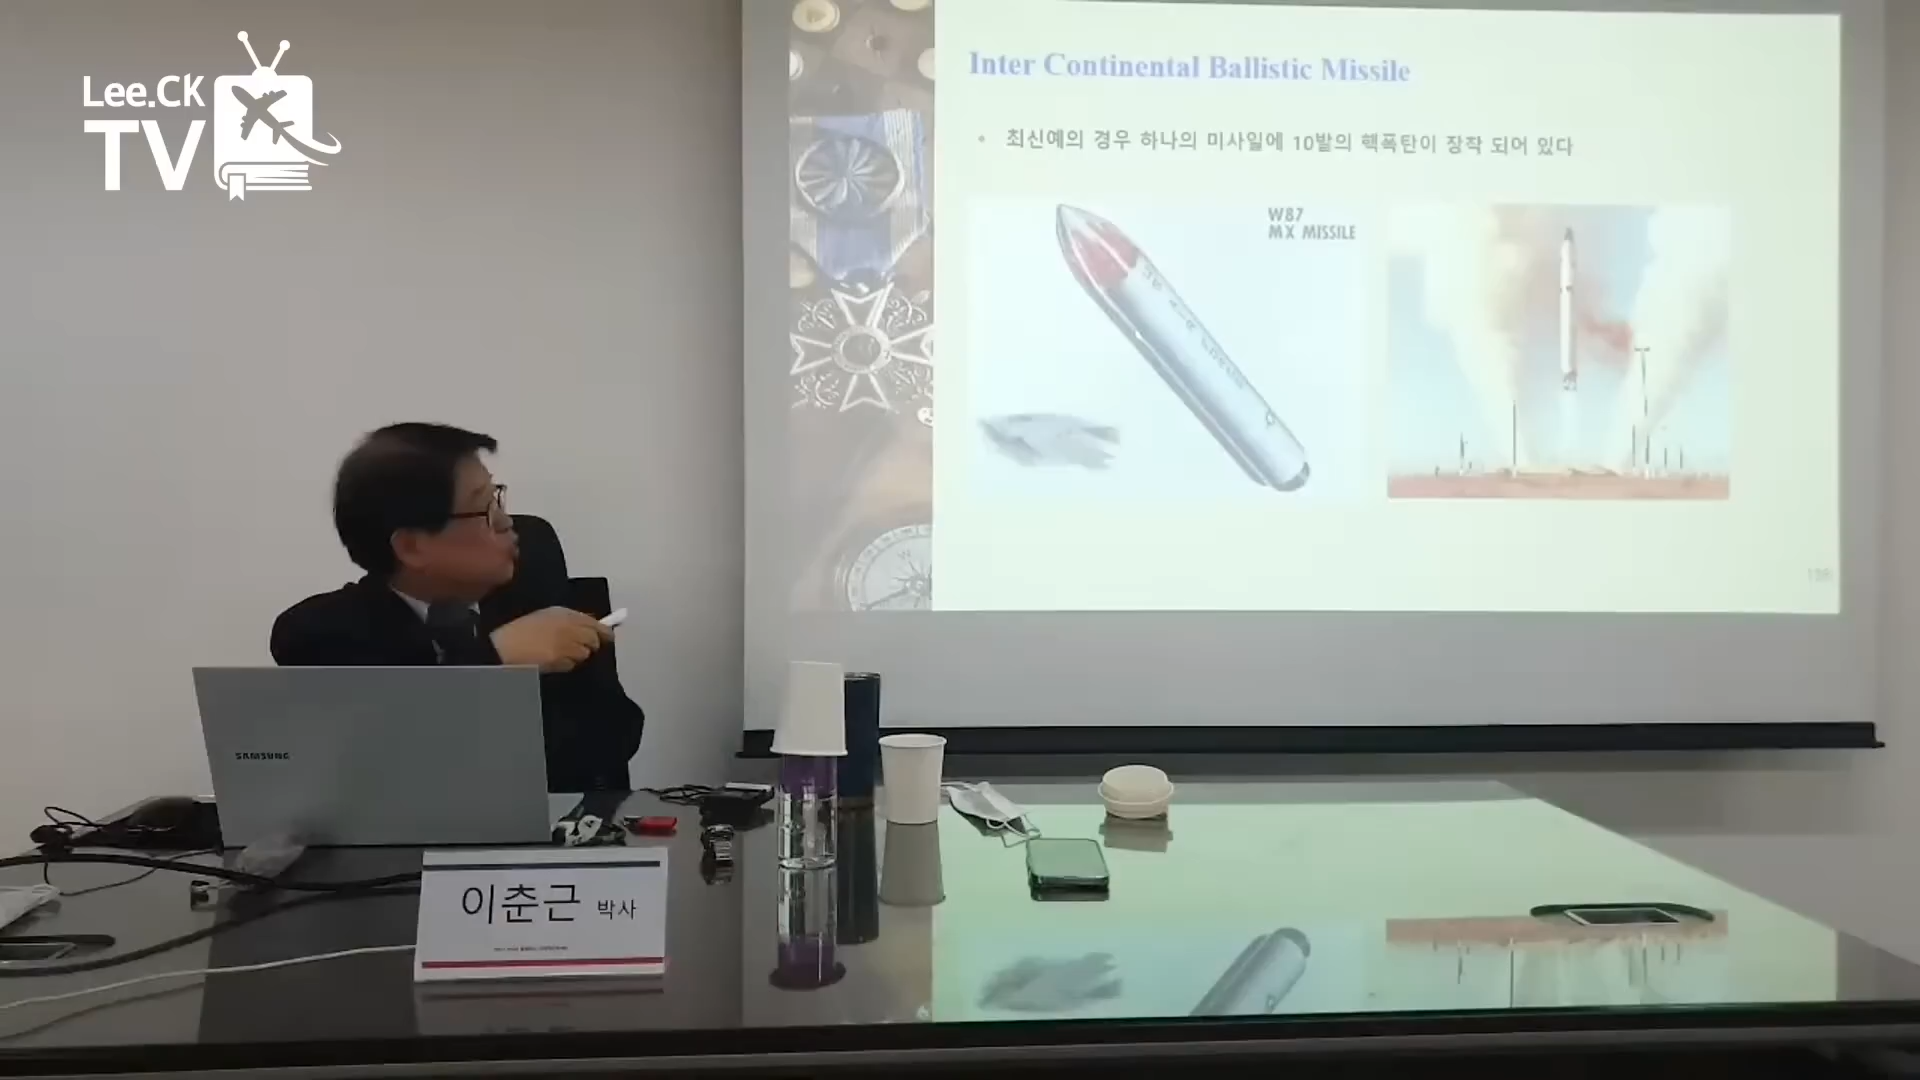 Lee.CK
TV
Inter Continental Ballistic Missile
• 최신예의 경우 하나의 미사일에 10발의 핵폭탄이 장착 되어 있다
W87
MX MISSILE
SAMSUNG
이춘근 박사